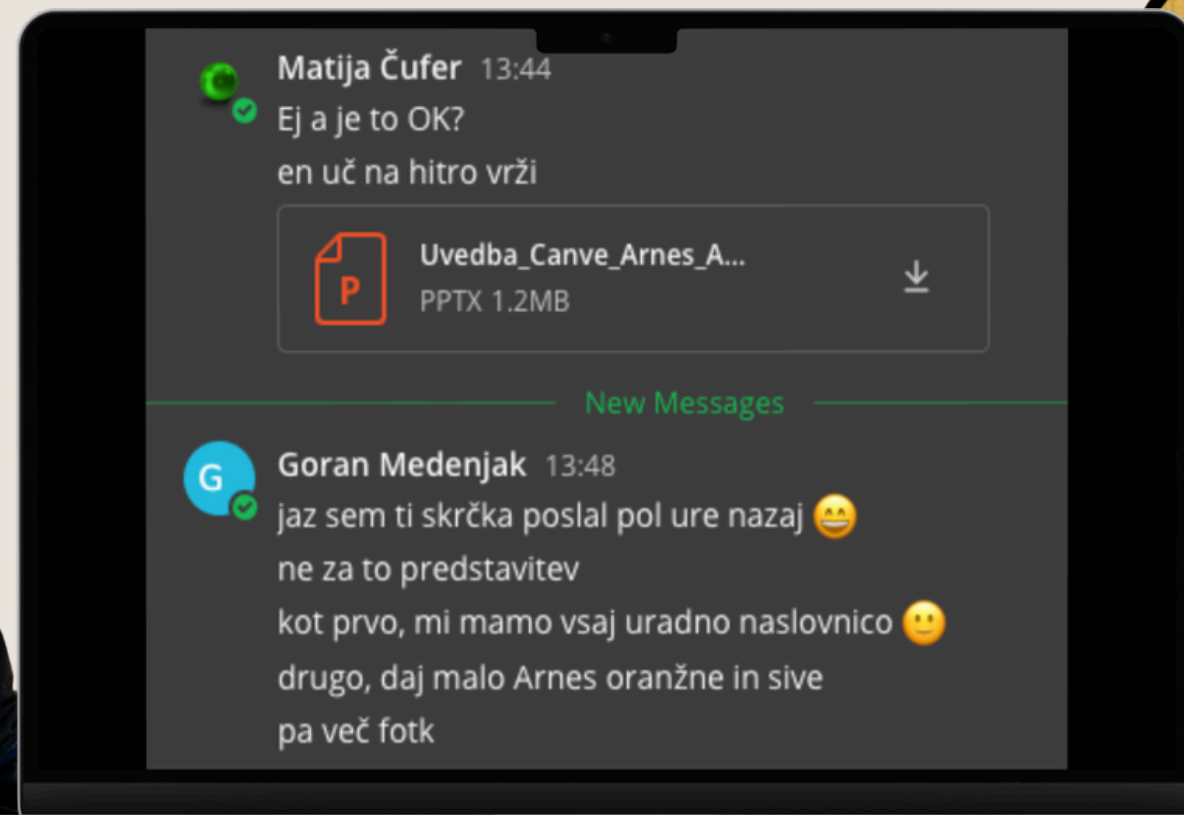 Matija Čufer 13:44
Ej a je to OK?
en uč na hitro vrži
P
Uvedba_Canve_Arnes_A...
PPTX 1.2MB
New Messages
G
Goran Medenjak 13:48
jaz sem ti skrčka poslal pol ure nazaj 😄
ne za to predstavitev
kot prvo, mi mamo vsaj uradno naslovnico 🙂
drugo, daj malo Arnes oranžne in sive
pa več fotk